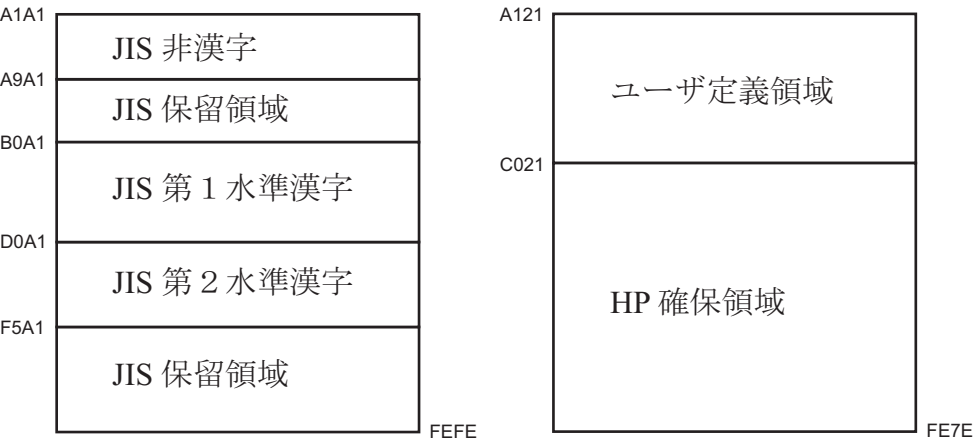 A1A1
JIS 非漢字
A9A1
JIS 保留領域
B0A1
JIS 第１水準漢字
D0A1
JIS 第２水準漢字
F5A1
JIS 保留領域
FEFE
A121
ユーザ定義領域
C021
HP 確保領域
FE7E